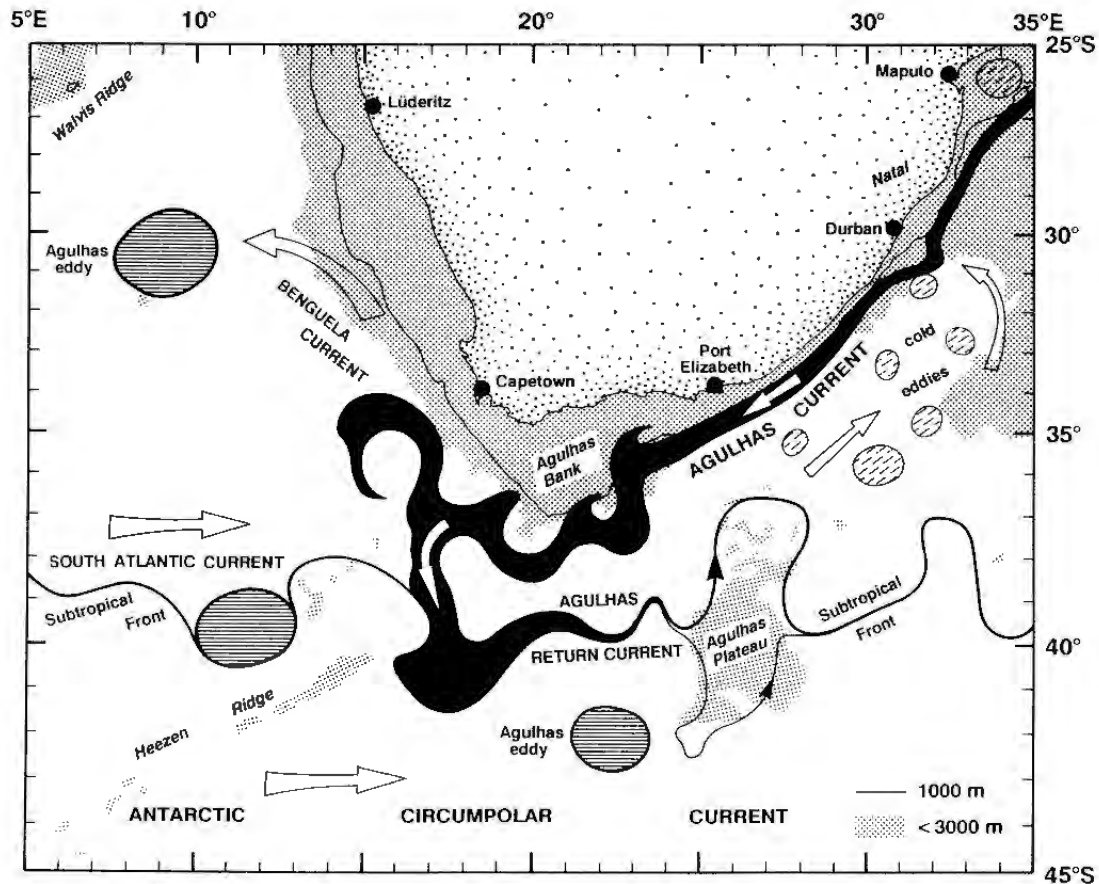 5°E 10° 20° 30° 35°E
25°S
Maputo
Walvis Ridge
Lüderitz
Natal
Durban
30°
Agulhas
eddy
BENGUELA
CURRENT
Port
Elizabeth
cold
eddies
Capetown
AGULHAS CURRENT
35°
Agulhas
Bank
SOUTH ATLANTIC CURRENT
Subtropical
Front
AGULHAS
RETURN CURRENT
Agulhas
Plateau
Subtropical
Front
40°
Heezen Ridge
Agulhas
eddy
ANTARCTIC CIRCUMPOLAR CURRENT
1000 m
< 3000 m
45°S